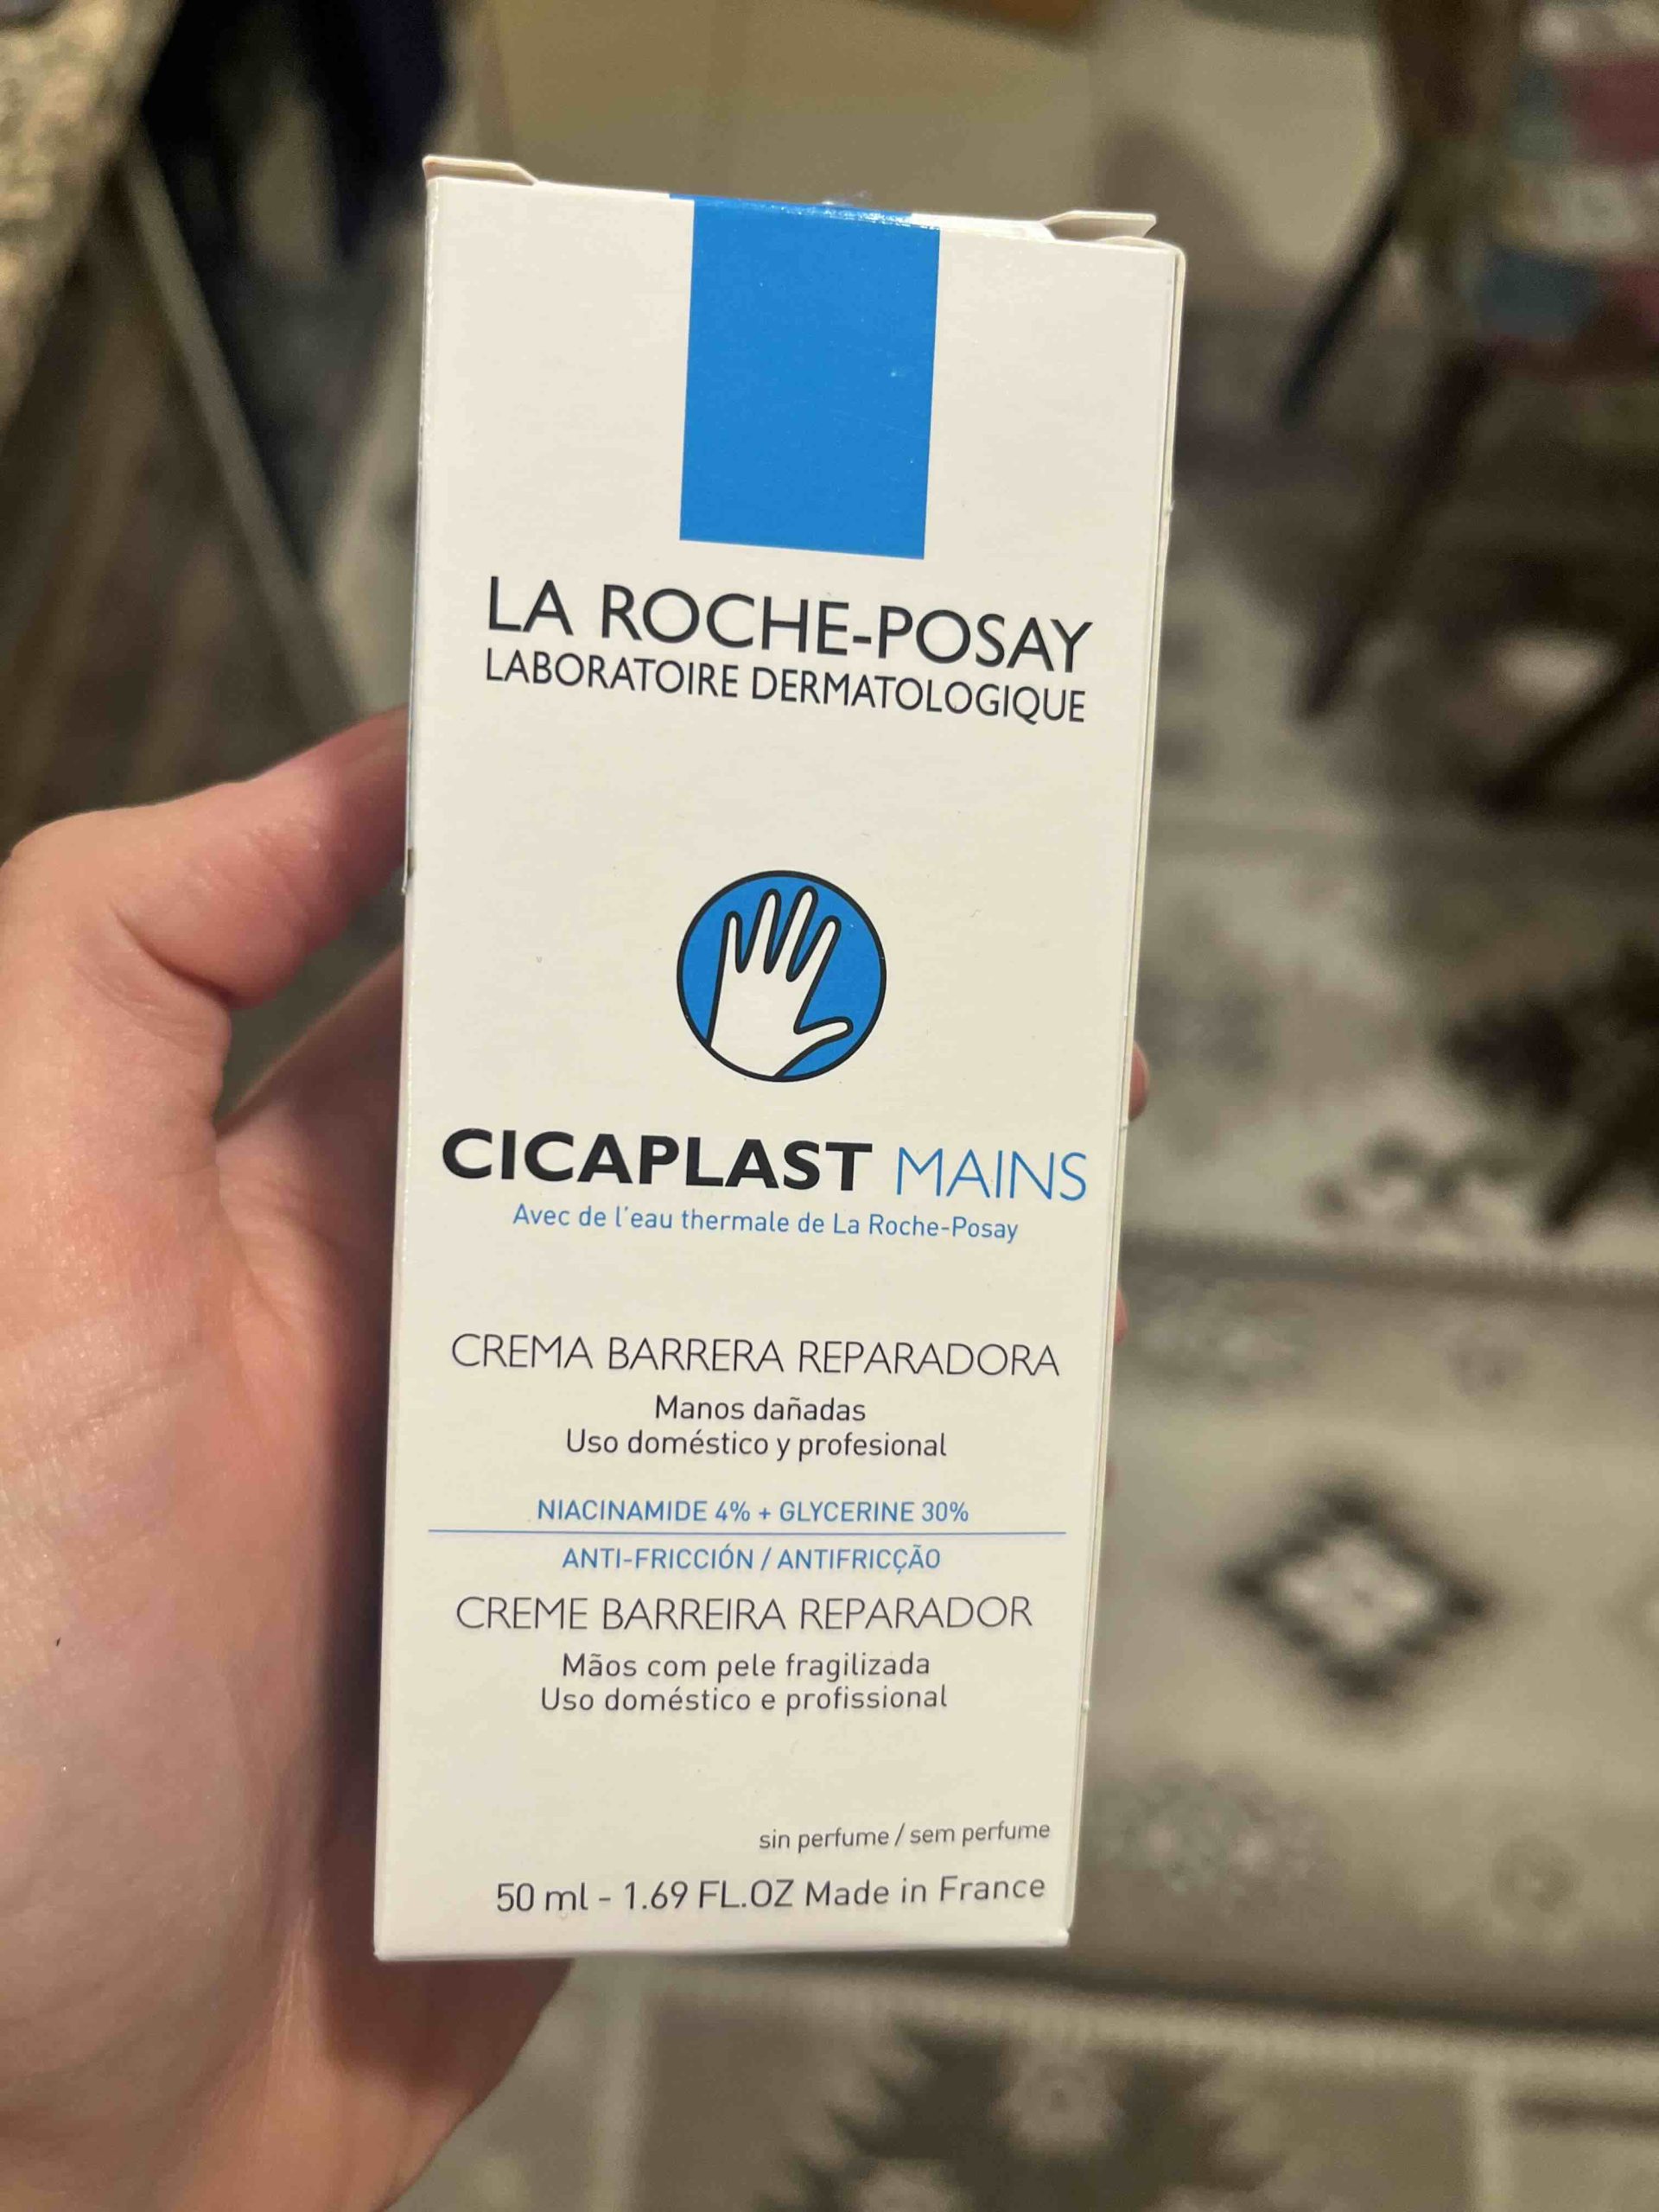 LA ROCHE-POSAY
LABORATOIRE DERMATOLOGIQUE
CICAPLAST MAINS
Avec de l'eau thermale de La Roche-Posay
CREMA BARRERA REPARADORA
Manos dañadas
Uso doméstico y profesional
NIACINAMIDE 4% + GLYCERINE 30%
ANTI-FRICCIÓN / ANTIFRICÇÃO
CREME BARREIRA REPARADOR
Mãos com pele fragilizada
Uso doméstico e profissional
sin perfume / sem perfume
50 ml - 1.69 FL.OZ Made in France